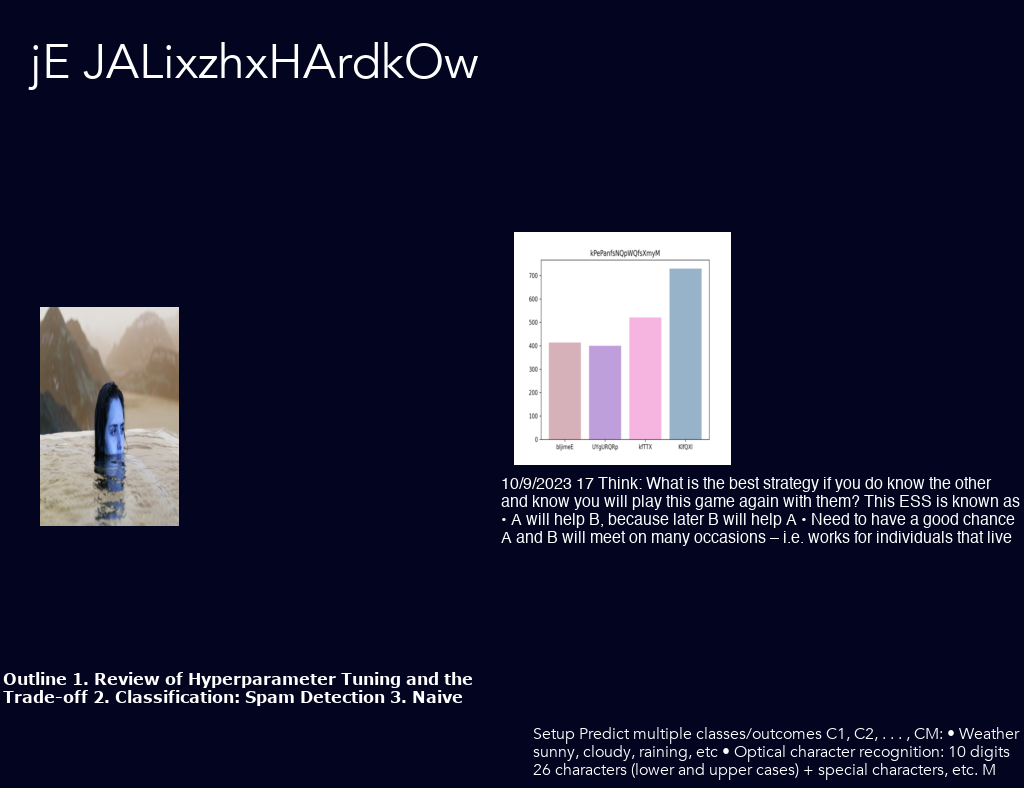 jE JALixzhxHArdkOw
kPePanfsNQpWQfsXmyM
700
600
500
400
300
200
100
0
UYgURQRp
kfTTX
10/9/2023 17 Think: What is the best strategy if you do know the other
and know you will play this game again with them? This ESS is known as
• A will help B, because later B will help A • Need to have a good chance
A and B will meet on many occasions – i.e. works for individuals that live
Outline 1. Review of Hyperparameter Tuning and the
Trade-off 2. Classification: Spam Detection 3. Naive
Setup Predict multiple classes/outcomes C1, C2, . . . , CM: • Weather
sunny, cloudy, raining, etc • Optical character recognition: 10 digits
26 characters (lower and upper cases) + special characters, etc. M